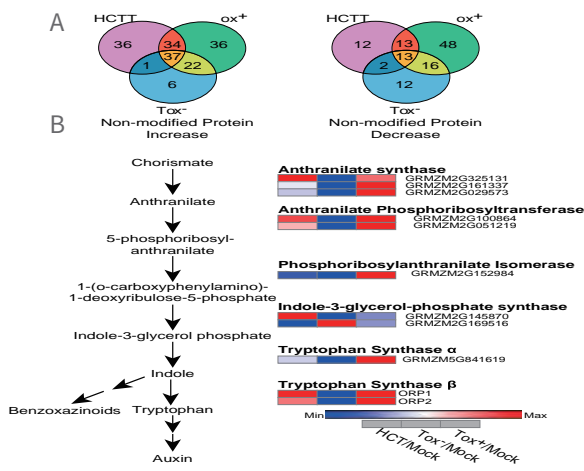 A
HCTT
ox+
36
34
36
37
1
22
6
Tox-
Non-modified Protein
Increase
HCTT
ox+
12
13
48
13
2
16
12
Tox-
Non-modified Protein
Decrease
B
Chorismate
Anthranilate
5-phosphoribosyl-
anthranilate
1-(o-carboxyphenylamino)-
1-deoxyribulose-5-phosphate
Indole-3-glycerol phosphate
Indole
Benzoxazinoids
Tryptophan
Auxin
Anthranilate synthase
GRMZM2G325131
GRMZM2G161337
GRMZM2G029573
Anthranilate Phosphoribosyltransferase
GRMZM2G100864
GRMZM2G051219
Phosphoribosylanthranilate Isomerase
GRMZM2G152984
Indole-3-glycerol-phosphate synthase
GRMZM2G145870
GRMZM2G169516
Tryptophan Synthase α
GRMZM5G841619
Tryptophan Synthase β
ORP1
ORP2
Min
Max
HCT/Mock
Tox-/Mock
Tox+/Mock